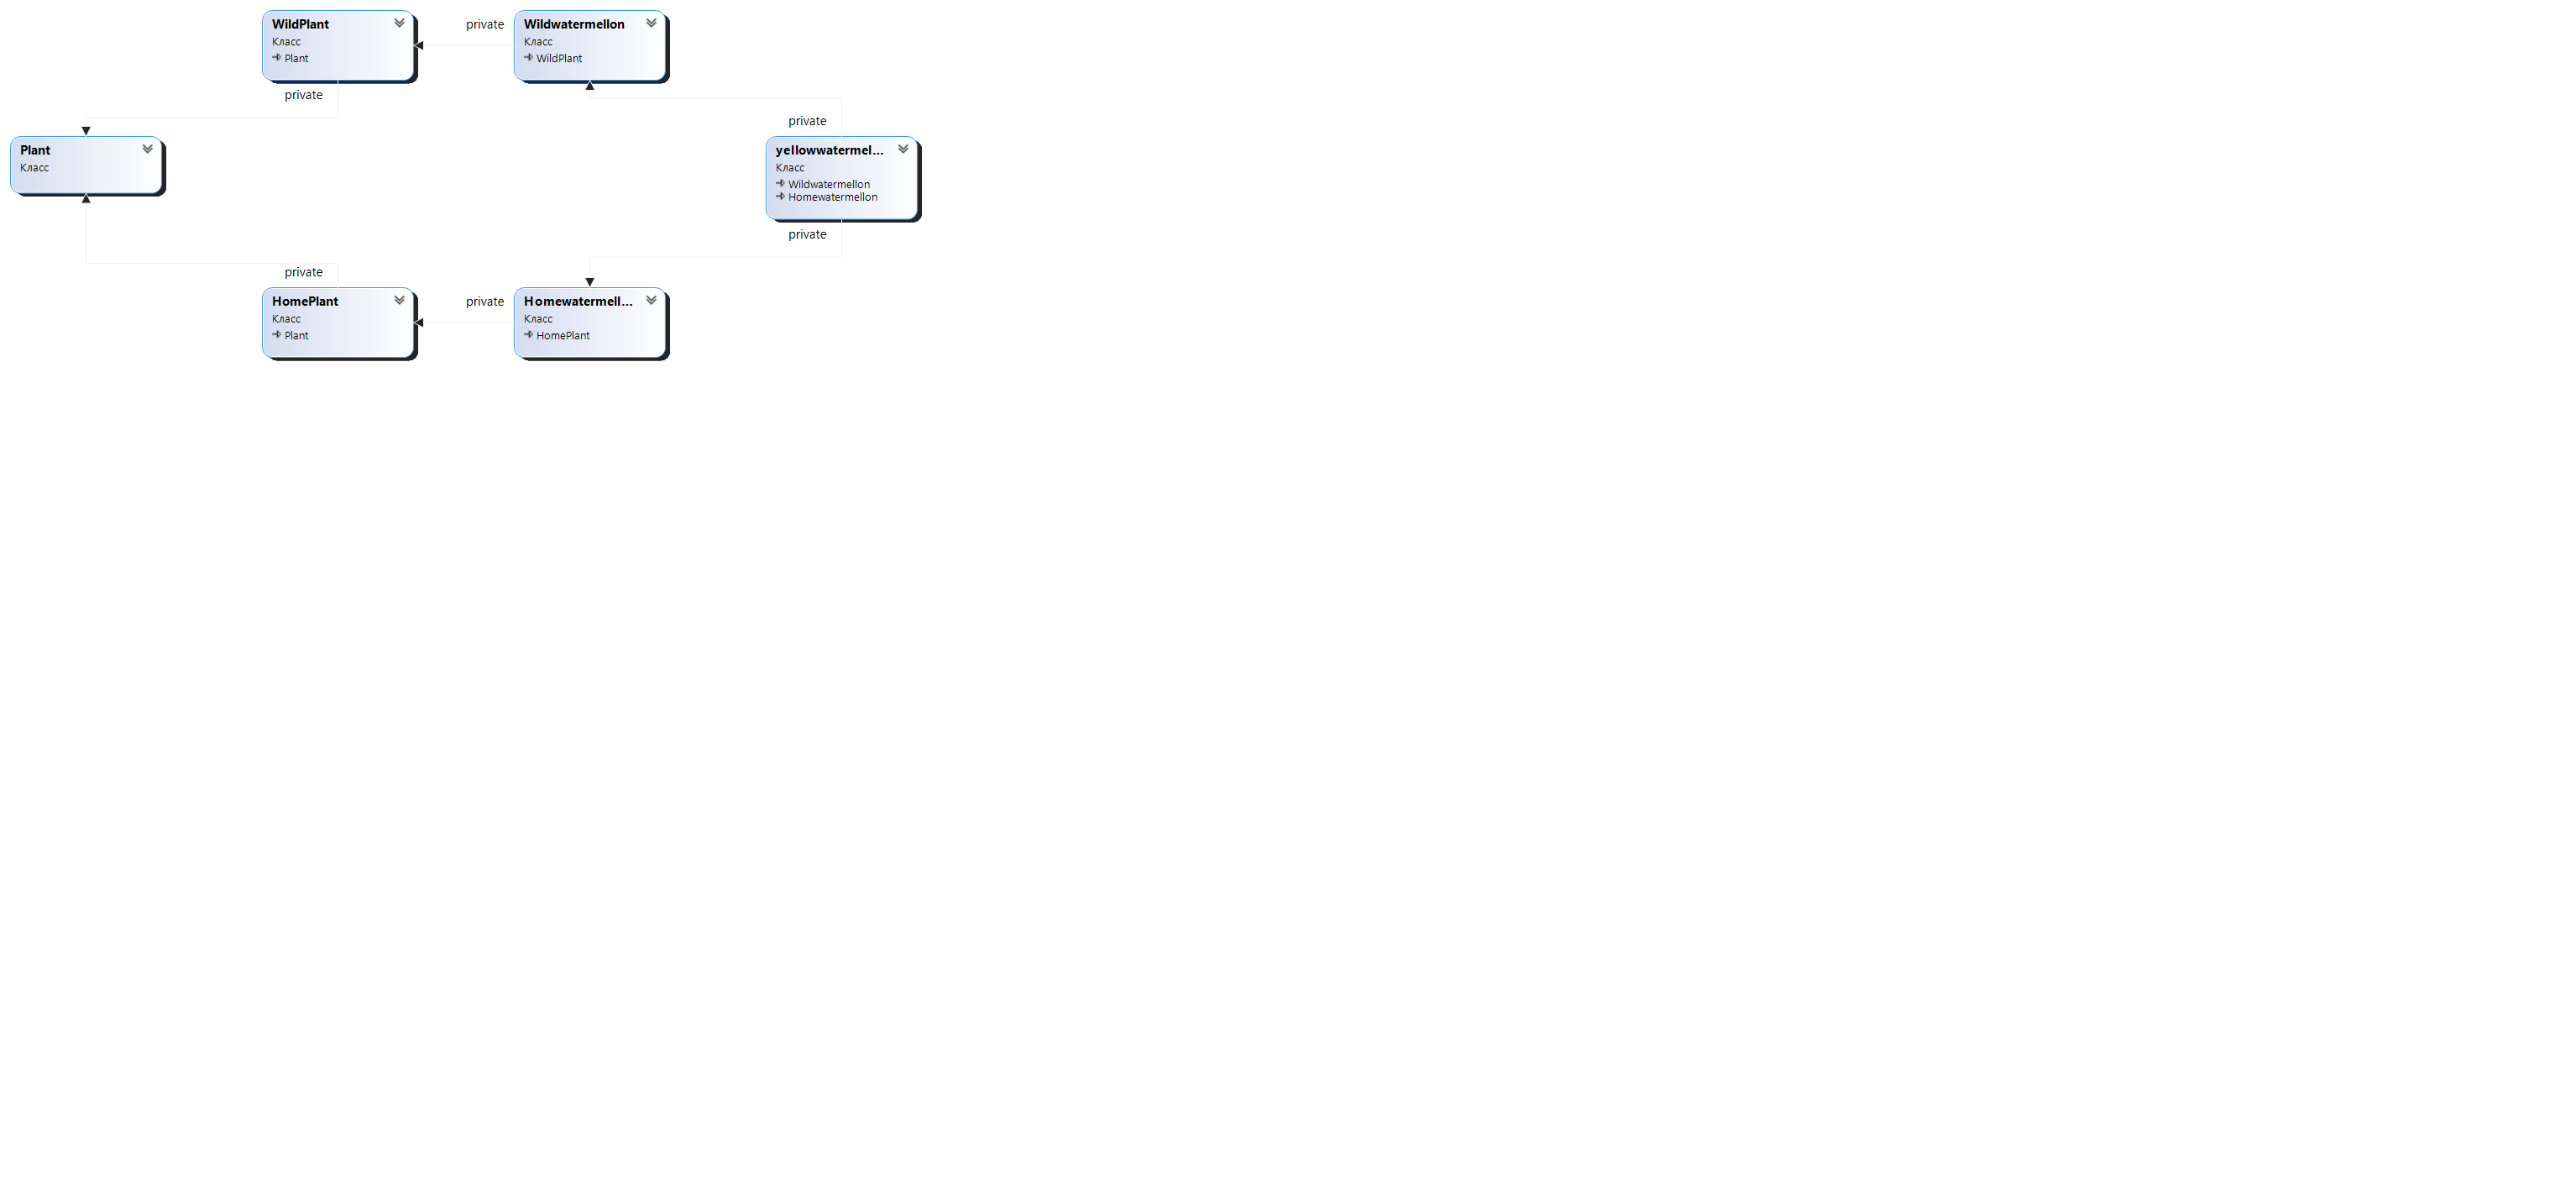 WildPlant
Класс
Plant
private
Wildwatermellon
Класс
WildPlant
private
private
Plant
Класс
yellowwatermel...
Класс
Wildwatermellon
Homewatermellon
private
private
HomePlant
Класс
Plant
private
Homewatermell...
Класс
HomePlant